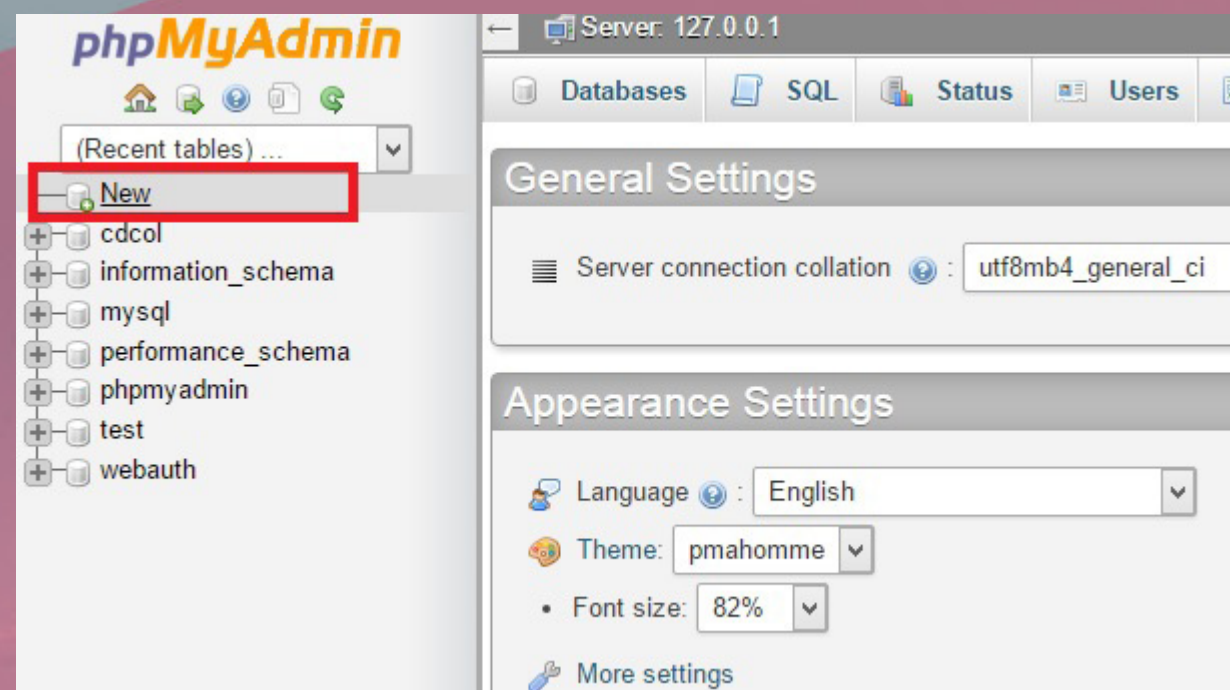 phpMyAdmin
(Recent tables) ...
New
cdcol
information_schema
mysql
performance_schema
phpmyadmin
test
webauth
Server: 127.0.0.1
Databases
SQL
Status
Users
General Settings
Server connection collation : utf8mb4_general_ci
Appearance Settings
Language : English
Theme: pmahomme
• Font size: 82%
More settings